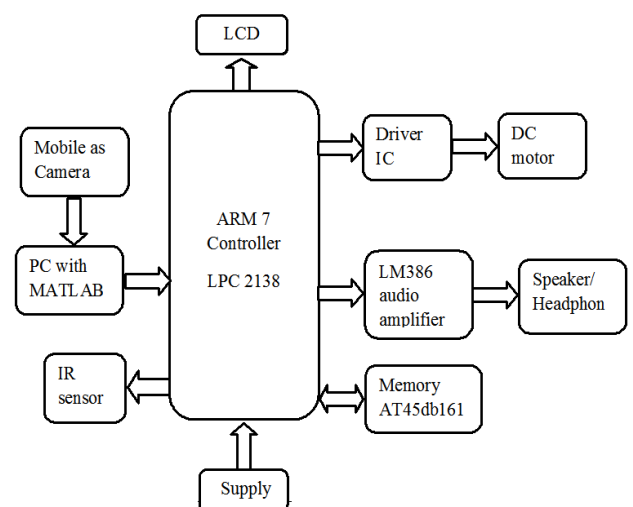 LCD
Mobile as
Camera
Driver
IC
DC
motor
ARM 7
Controller
LPC 2138
PC with
MATLAB
LM386
audio
amplifier
Speaker/
Headphon
IR
sensor
Memory
AT45db161
Supply